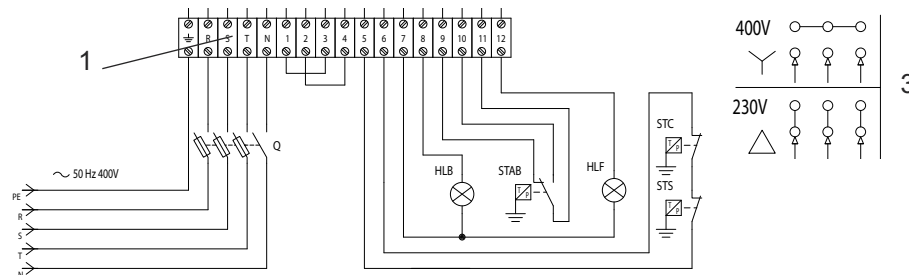 R S T N 1 2 3 4 5 6 7 8 9 10 11 12
1
Q
50 Hz 400V
PE
R
S
T
N
HLB
STAB
T
P
HLF
STC
T
P
STS
T
P
400V
230V
3